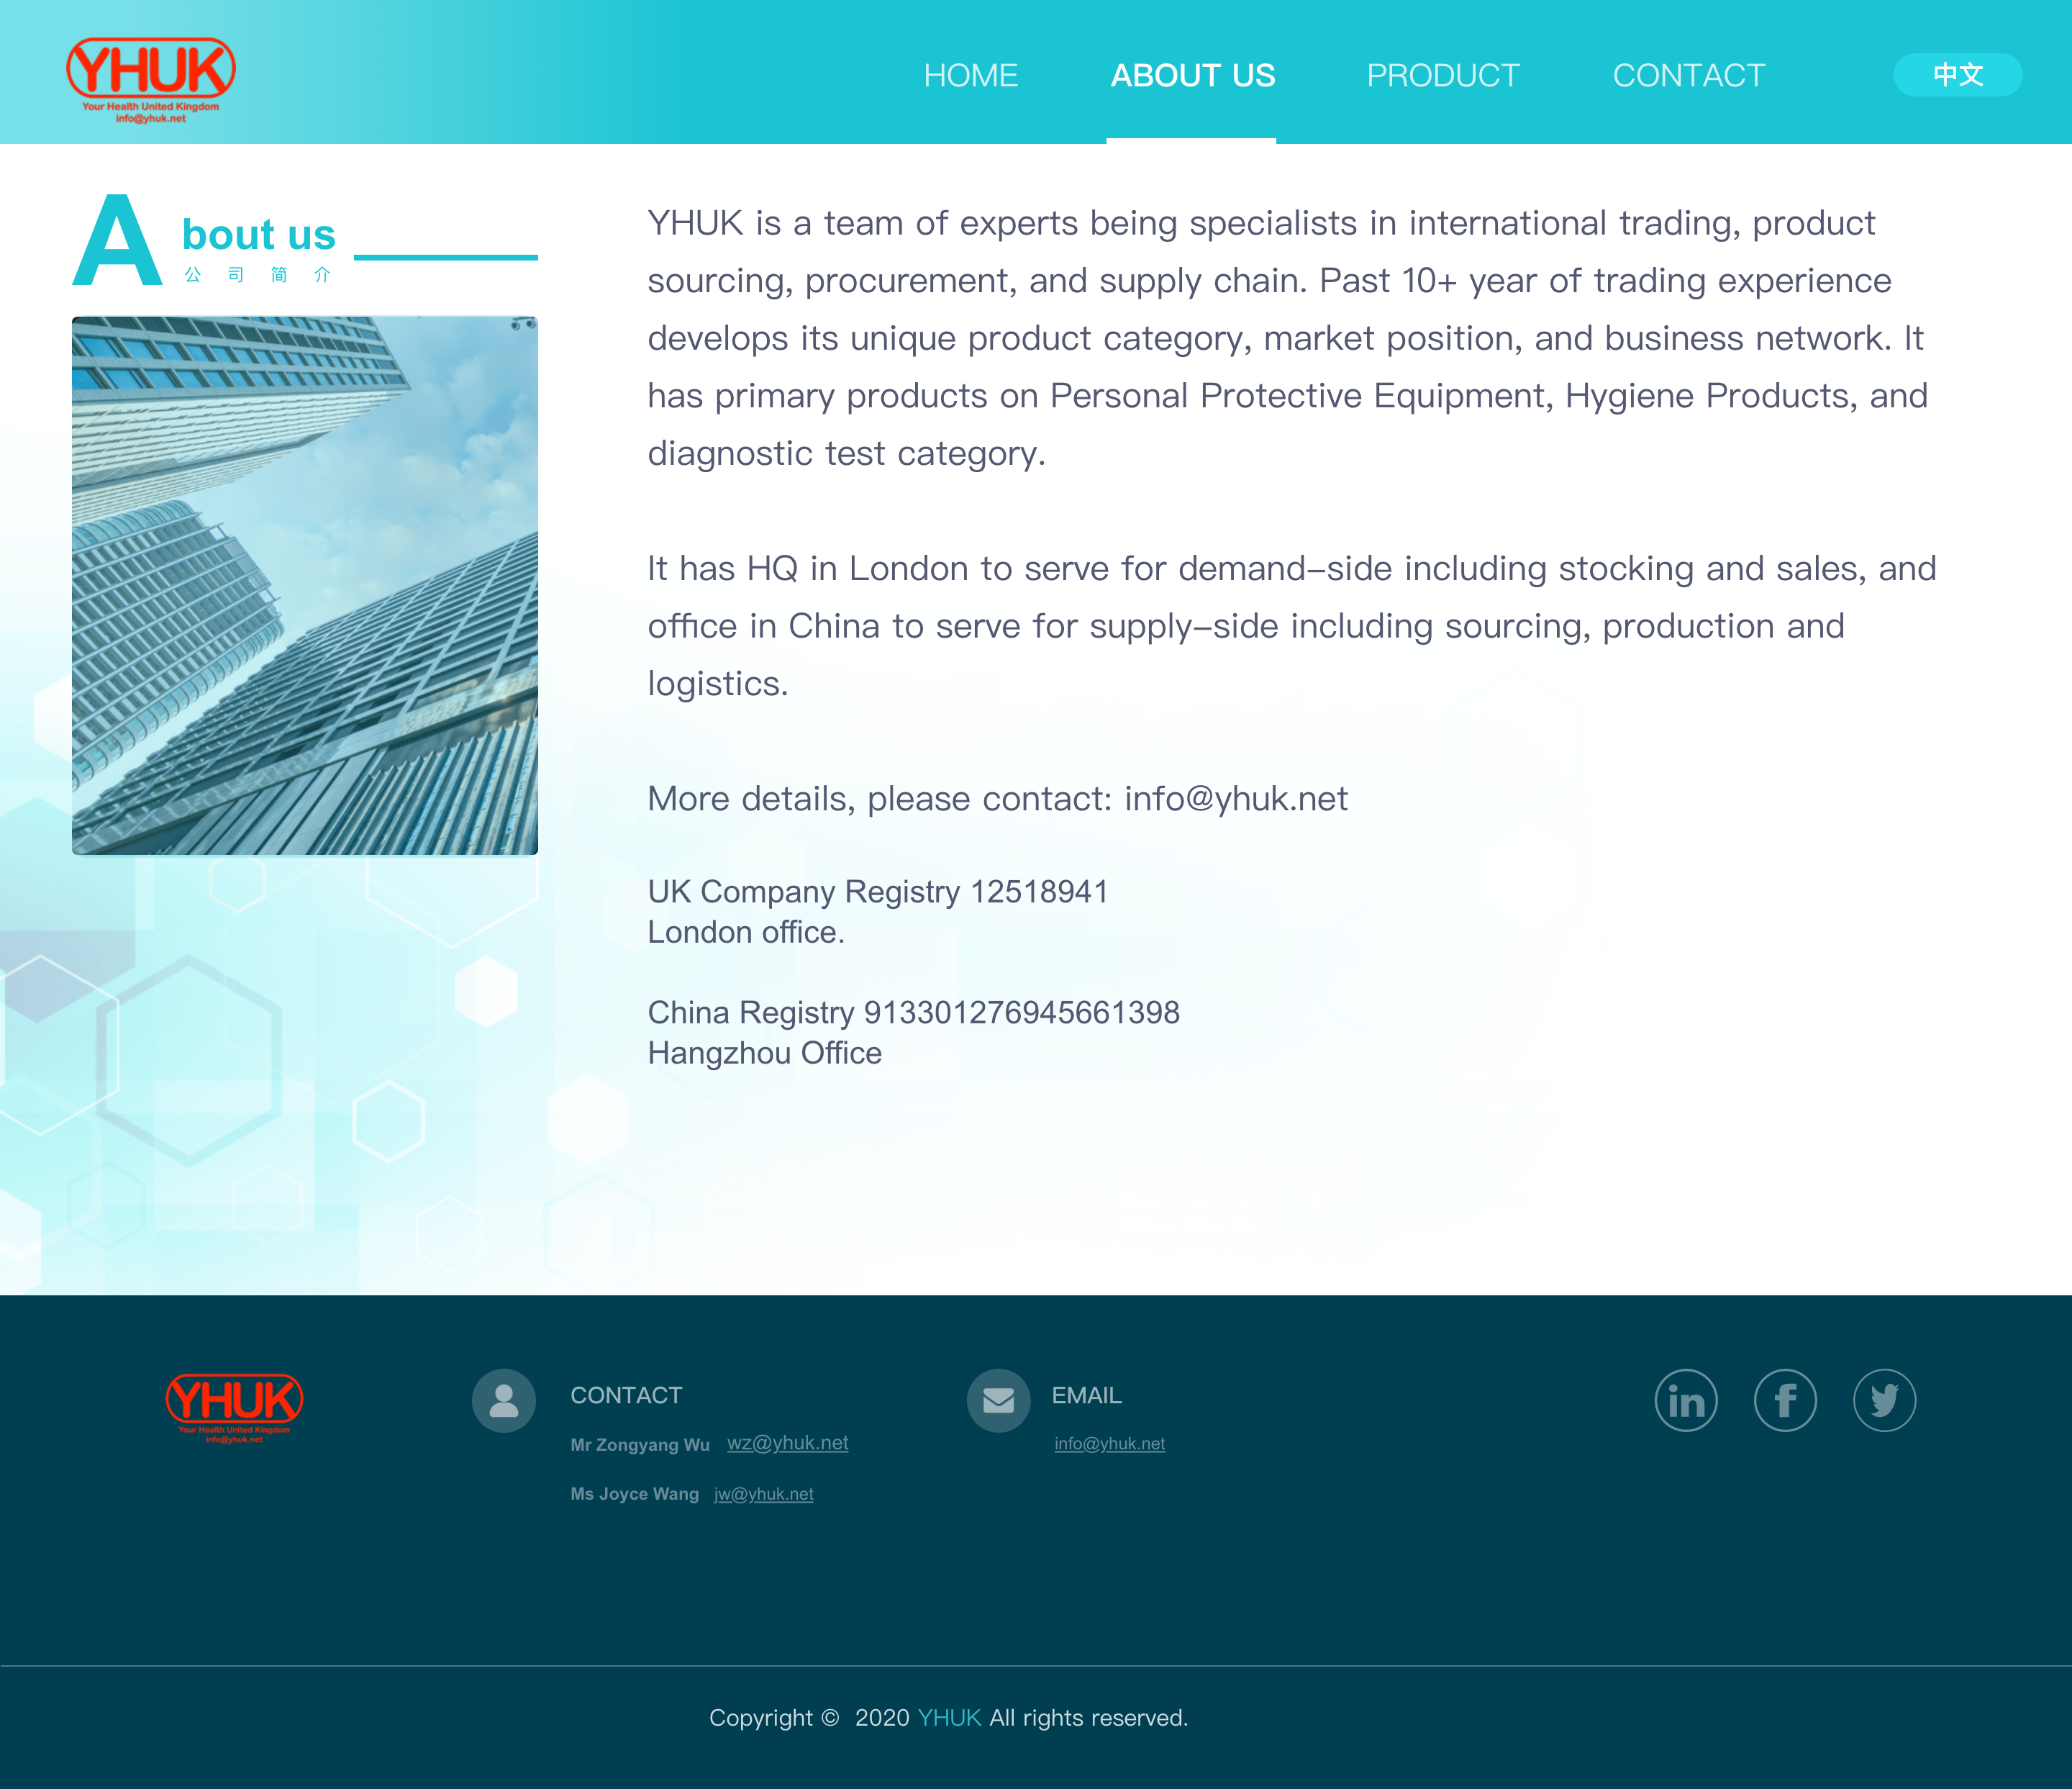 YHUK
Your Health United Kingdom
info@yhuk.net
HOME
ABOUT US
PRODUCT
CONTACT
中文
About us
公司简介
YHUK is a team of experts being specialists in international trading, product
sourcing, procurement, and supply chain. Past 10+ year of trading experience
develops its unique product category, market position, and business network. It
has primary products on Personal Protective Equipment, Hygiene Products, and
diagnostic test category.
It has HQ in London to serve for demand-side including stocking and sales, and
office in China to serve for supply-side including sourcing, production and
logistics.
More details, please contact: info@yhuk.net
UK Company Registry 12518941
London office.
China Registry 913301276945661398
Hangzhou Office
YHUK
Your Health United Kingdom
info@yhuk.net
CONTACT
Mr Zongyang Wu wz@yhuk.net
Ms Joyce Wang jw@yhuk.net
EMAIL
info@yhuk.net
in
f
Copyright © 2020 YHUK All rights reserved.